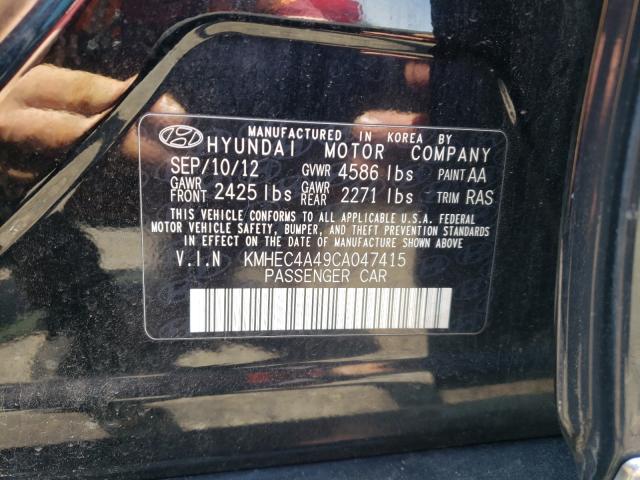 MANUFACTURED IN KOREA BY
HYUNDAI MOTOR COMPANY
SEP/10/12 GVWR 4586 lbs PAINT AA
GAWR FRONT 2425 lbs GAWR REAR 2271 lbs TRIM RAS
THIS VEHICLE CONFORMS TO ALL APPLICABLE U.S.A. FEDERAL
MOTOR VEHICLE SAFETY, BUMPER, AND THEFT PREVENTION STANDARDS
IN EFFECT ON THE DATE OF MANUFACTURE SHOWN ABOVE
V.I.N KMHEC4A49CA047415
PASSENGER CAR